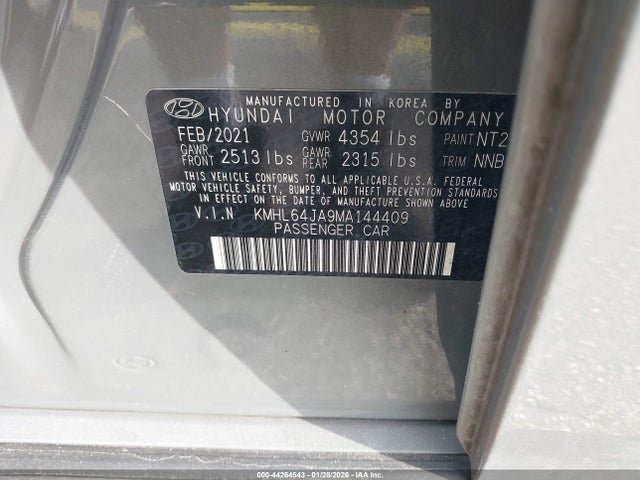 MANUFACTURED IN KOREA BY
HYUNDAI MOTOR COMPANY
FEB/2021 GVWR 4354 lbs PAINT NT2
GAWR FRONT 2513 lbs GAWR REAR 2315 lbs TRIM NNB
THIS VEHICLE CONFORMS TO ALL APPLICABLE U.S.A. FEDERAL
MOTOR VEHICLE SAFETY, BUMPER, AND THEFT PREVENTION STANDARDS
IN EFFECT ON THE DATE OF MANUFACTURE SHOWN ABOVE.
V.I.N KMHL64JA9MA144409
PASSENGER CAR
000-44264543 | 01/28/2026 | IAA, Inc.